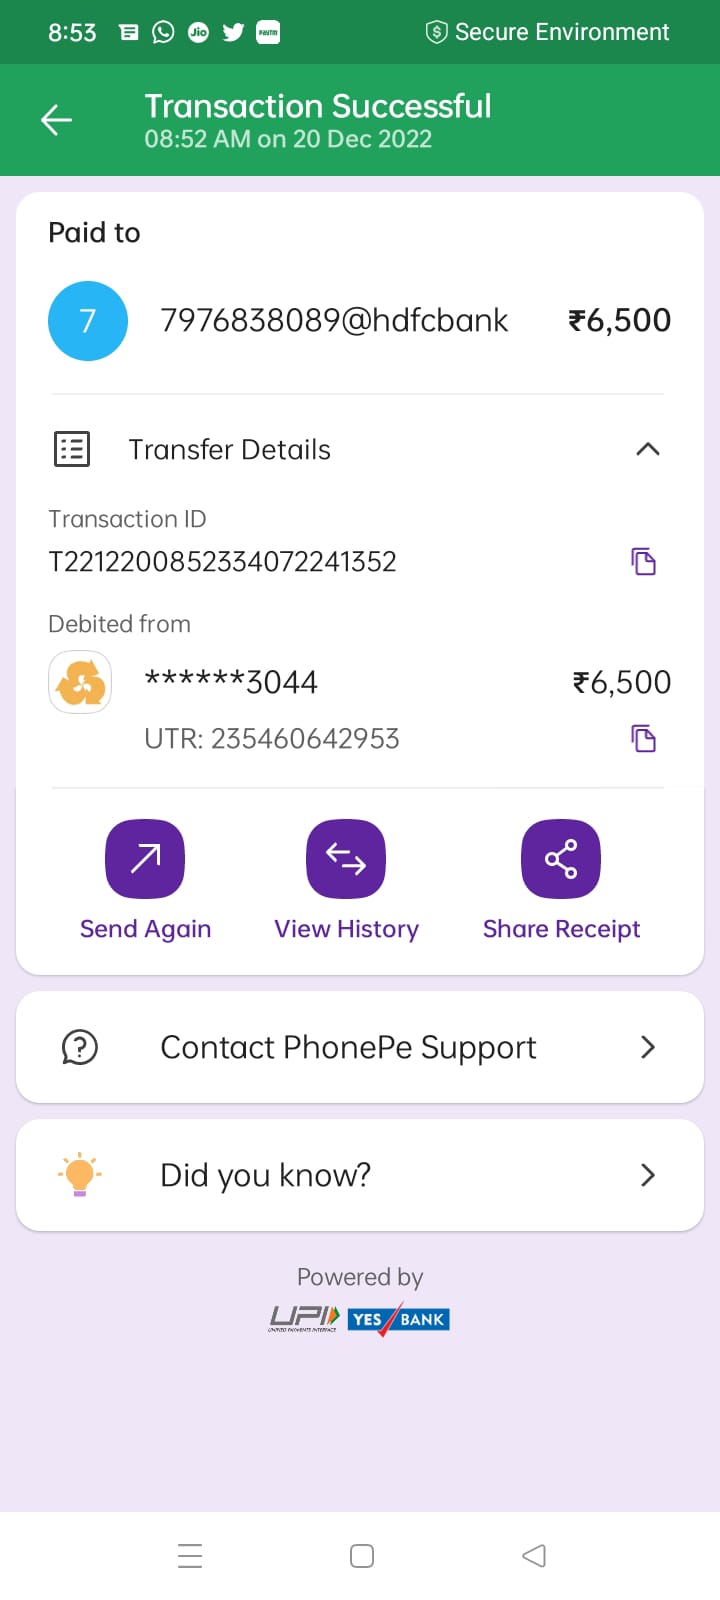 8:53 Jio Paytm Secure Environment
Transaction Successful
08:52 AM on 20 Dec 2022
Paid to
7 7976838089@hdfcbank ₹6,500
Transfer Details
Transaction ID
T2212200852334072241352
Debited from
******3044 ₹6,500
UTR: 235460642953
Send Again View History Share Receipt
Contact PhonePe Support
Did you know?
Powered by
UPI YES BANK
UNIFIED PAYMENTS INTERFACE